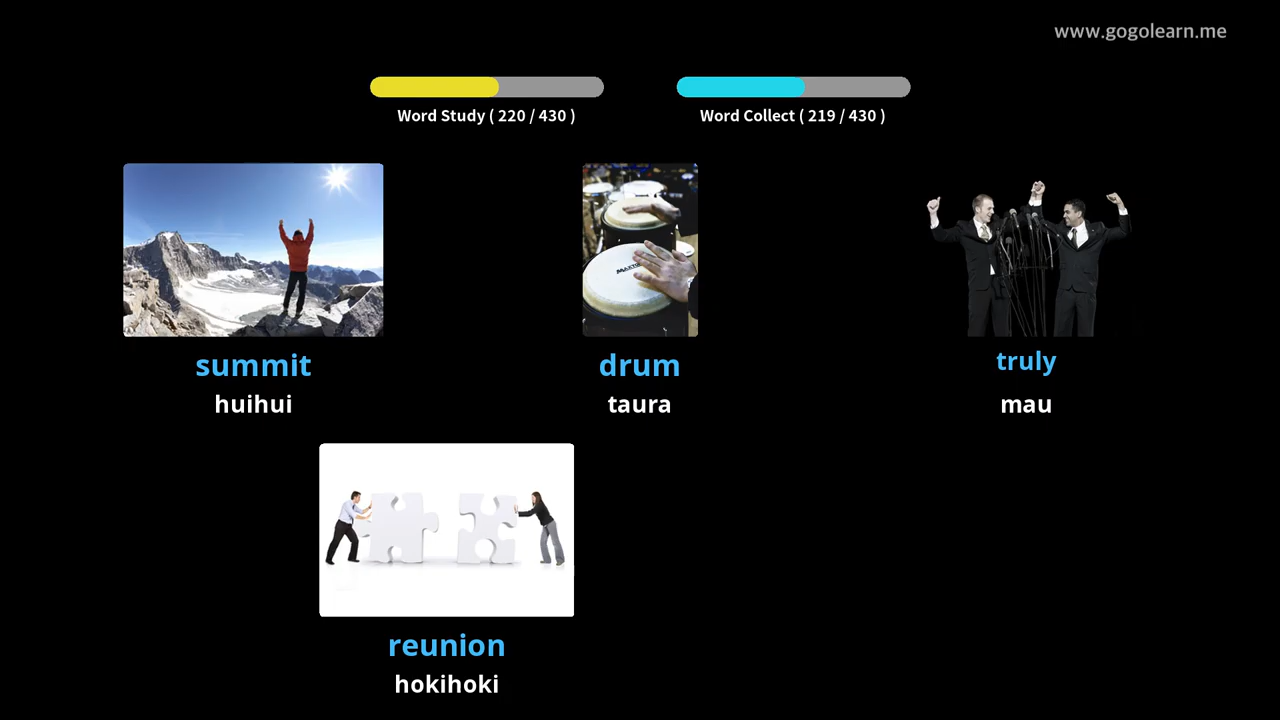 www.gogolearn.me
Word Study ( 220 / 430 )
Word Collect ( 219 / 430 )
summit
huihui
drum
taura
truly
mau
reunion
hokihoki